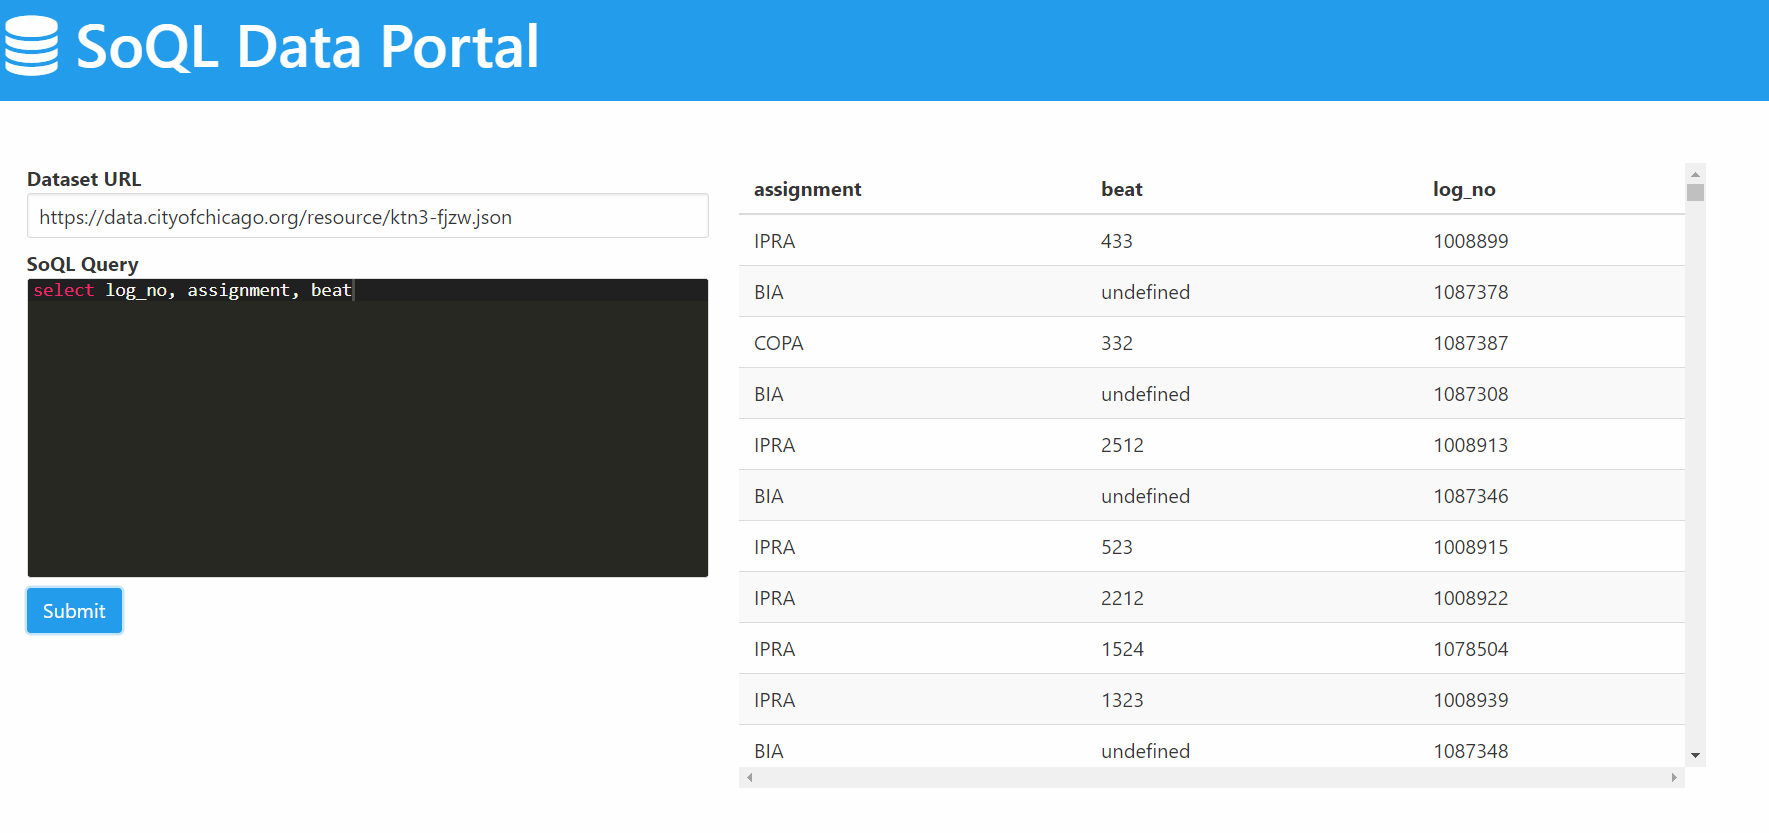 SoQL Data Portal
Dataset URL
https://data.cityofchicago.org/resource/ktn3-fjzw.json
SoQL Query
select log_no, assignment, beat
Submit
assignment beat log_no
IPRA 433 1008899
BIA undefined 1087378
COPA 332 1087387
BIA undefined 1087308
IPRA 2512 1008913
BIA undefined 1087346
IPRA 523 1008915
IPRA 2212 1008922
IPRA 1524 1078504
IPRA 1323 1008939
BIA undefined 1087348